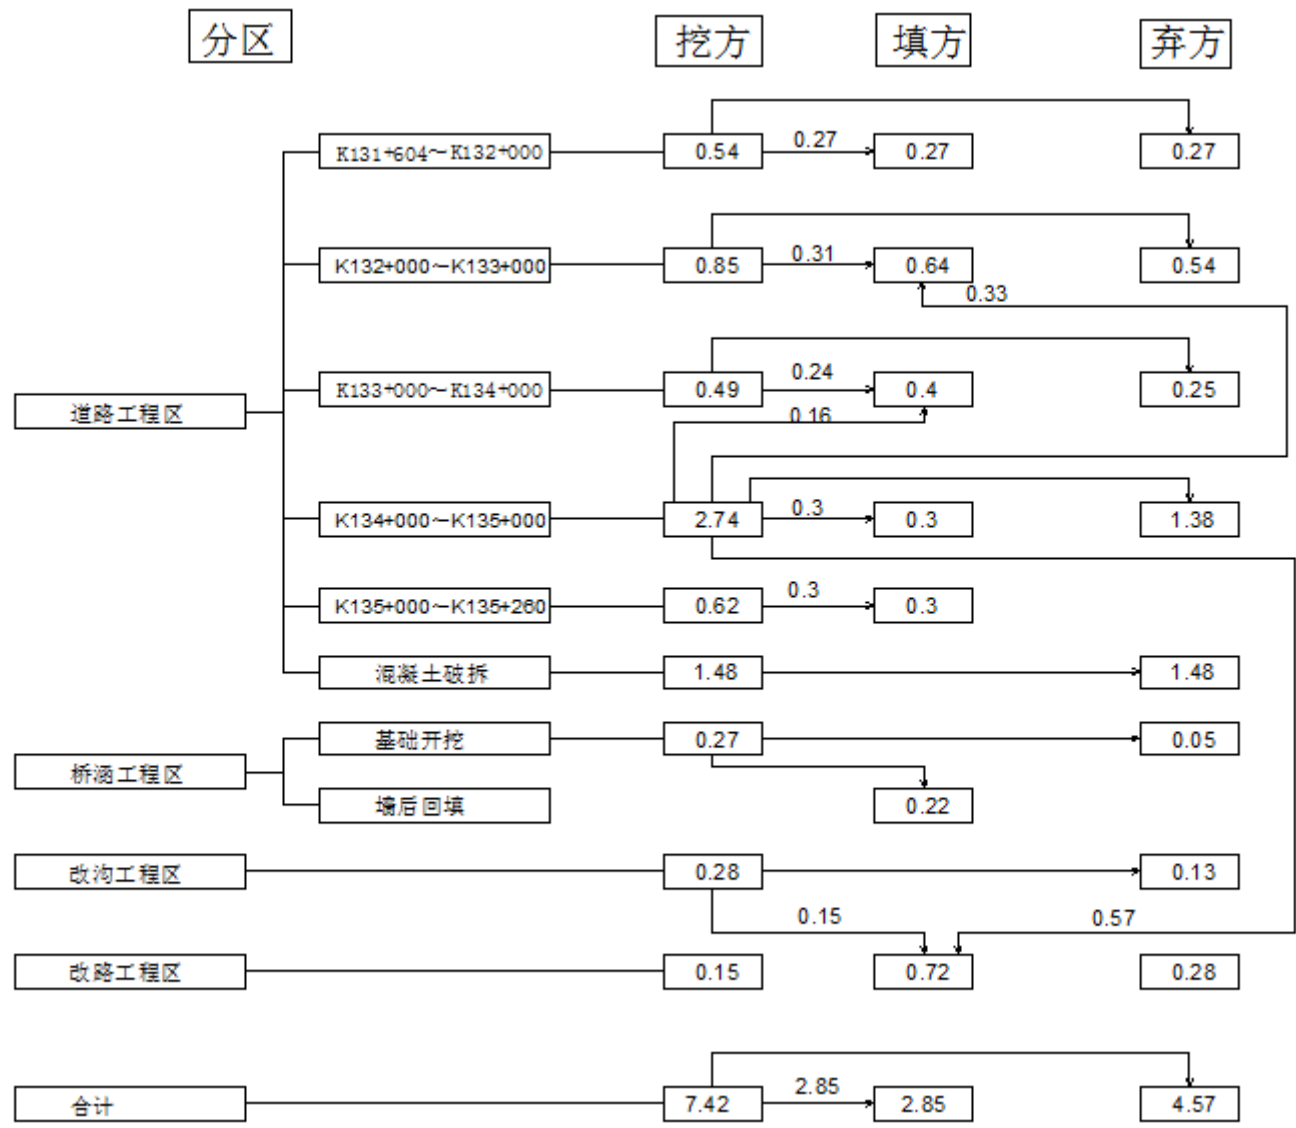 分区 挖方 填方 弃方
K131+604～K132+000 0.54 0.27 0.27 0.27
K132+000～K133+000 0.85 0.31 0.64 0.54
0.33
K133+000～K134+000 0.49 0.24 0.4 0.25
道路工程区
0.16
K134+000～K135+000 2.74 0.3 0.3 1.38
K135+000～K135+260 0.62 0.3 0.3
混凝土破拆 1.48 1.48
基础开挖 0.27 0.05
桥涵工程区
墙后回填 0.22
改沟工程区 0.28 0.13
0.15 0.57
改路工程区 0.15 0.72 0.28
合计 7.42 2.85 2.85 4.57